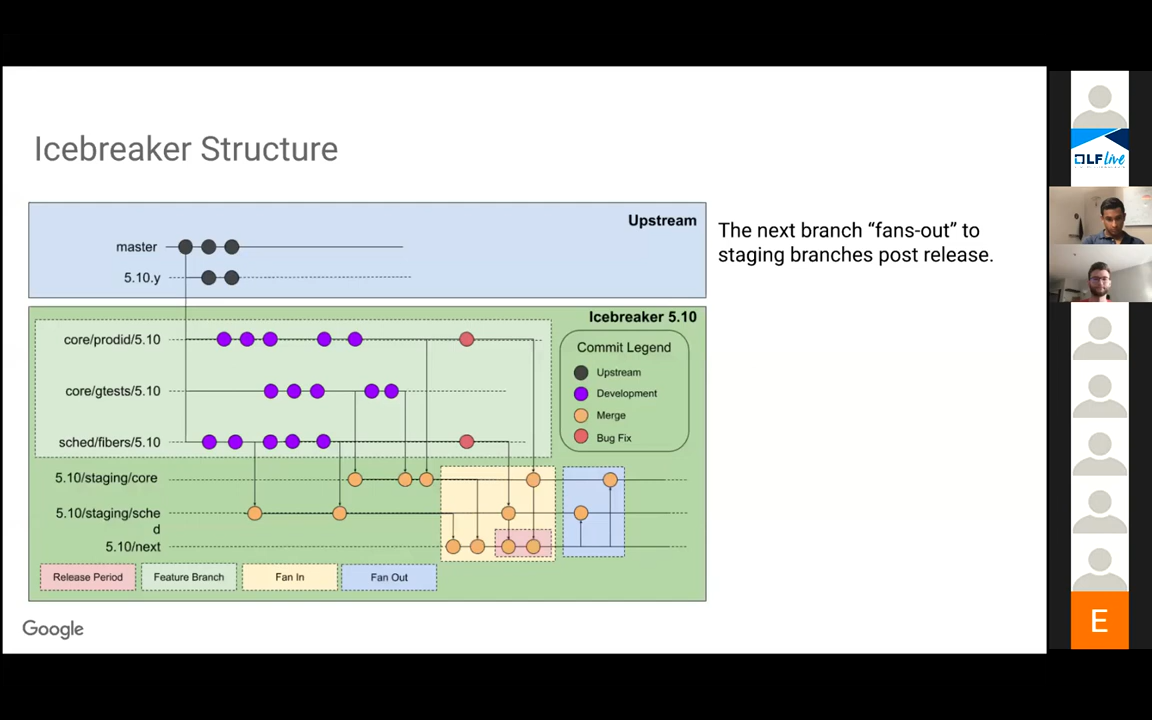 Icebreaker Structure
Upstream
master
5.10.y
The next branch “fans-out” to
staging branches post release.
Icebreaker 5.10
core/prodid/5.10
core/gtests/5.10
sched/fibers/5.10
5.10/staging/core
5.10/staging/sche
d
5.10/next
Commit Legend
Upstream
Development
Merge
Bug Fix
Release Period
Feature Branch
Fan In
Fan Out
Google
LF live
E